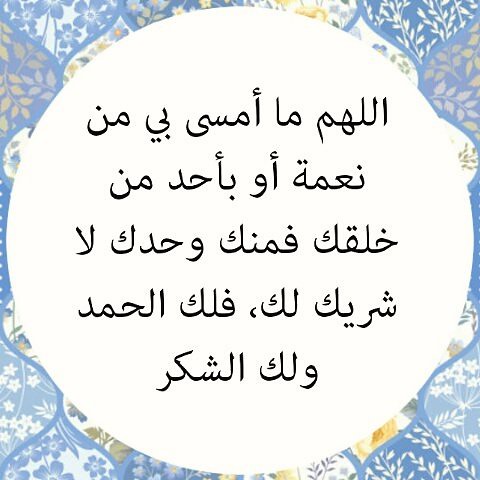 اللهم ما أمسى بي من
نعمة أو بأحد من
خلقك فمنك وحدك لا
شريك لك، فلك الحمد
ولك الشكر